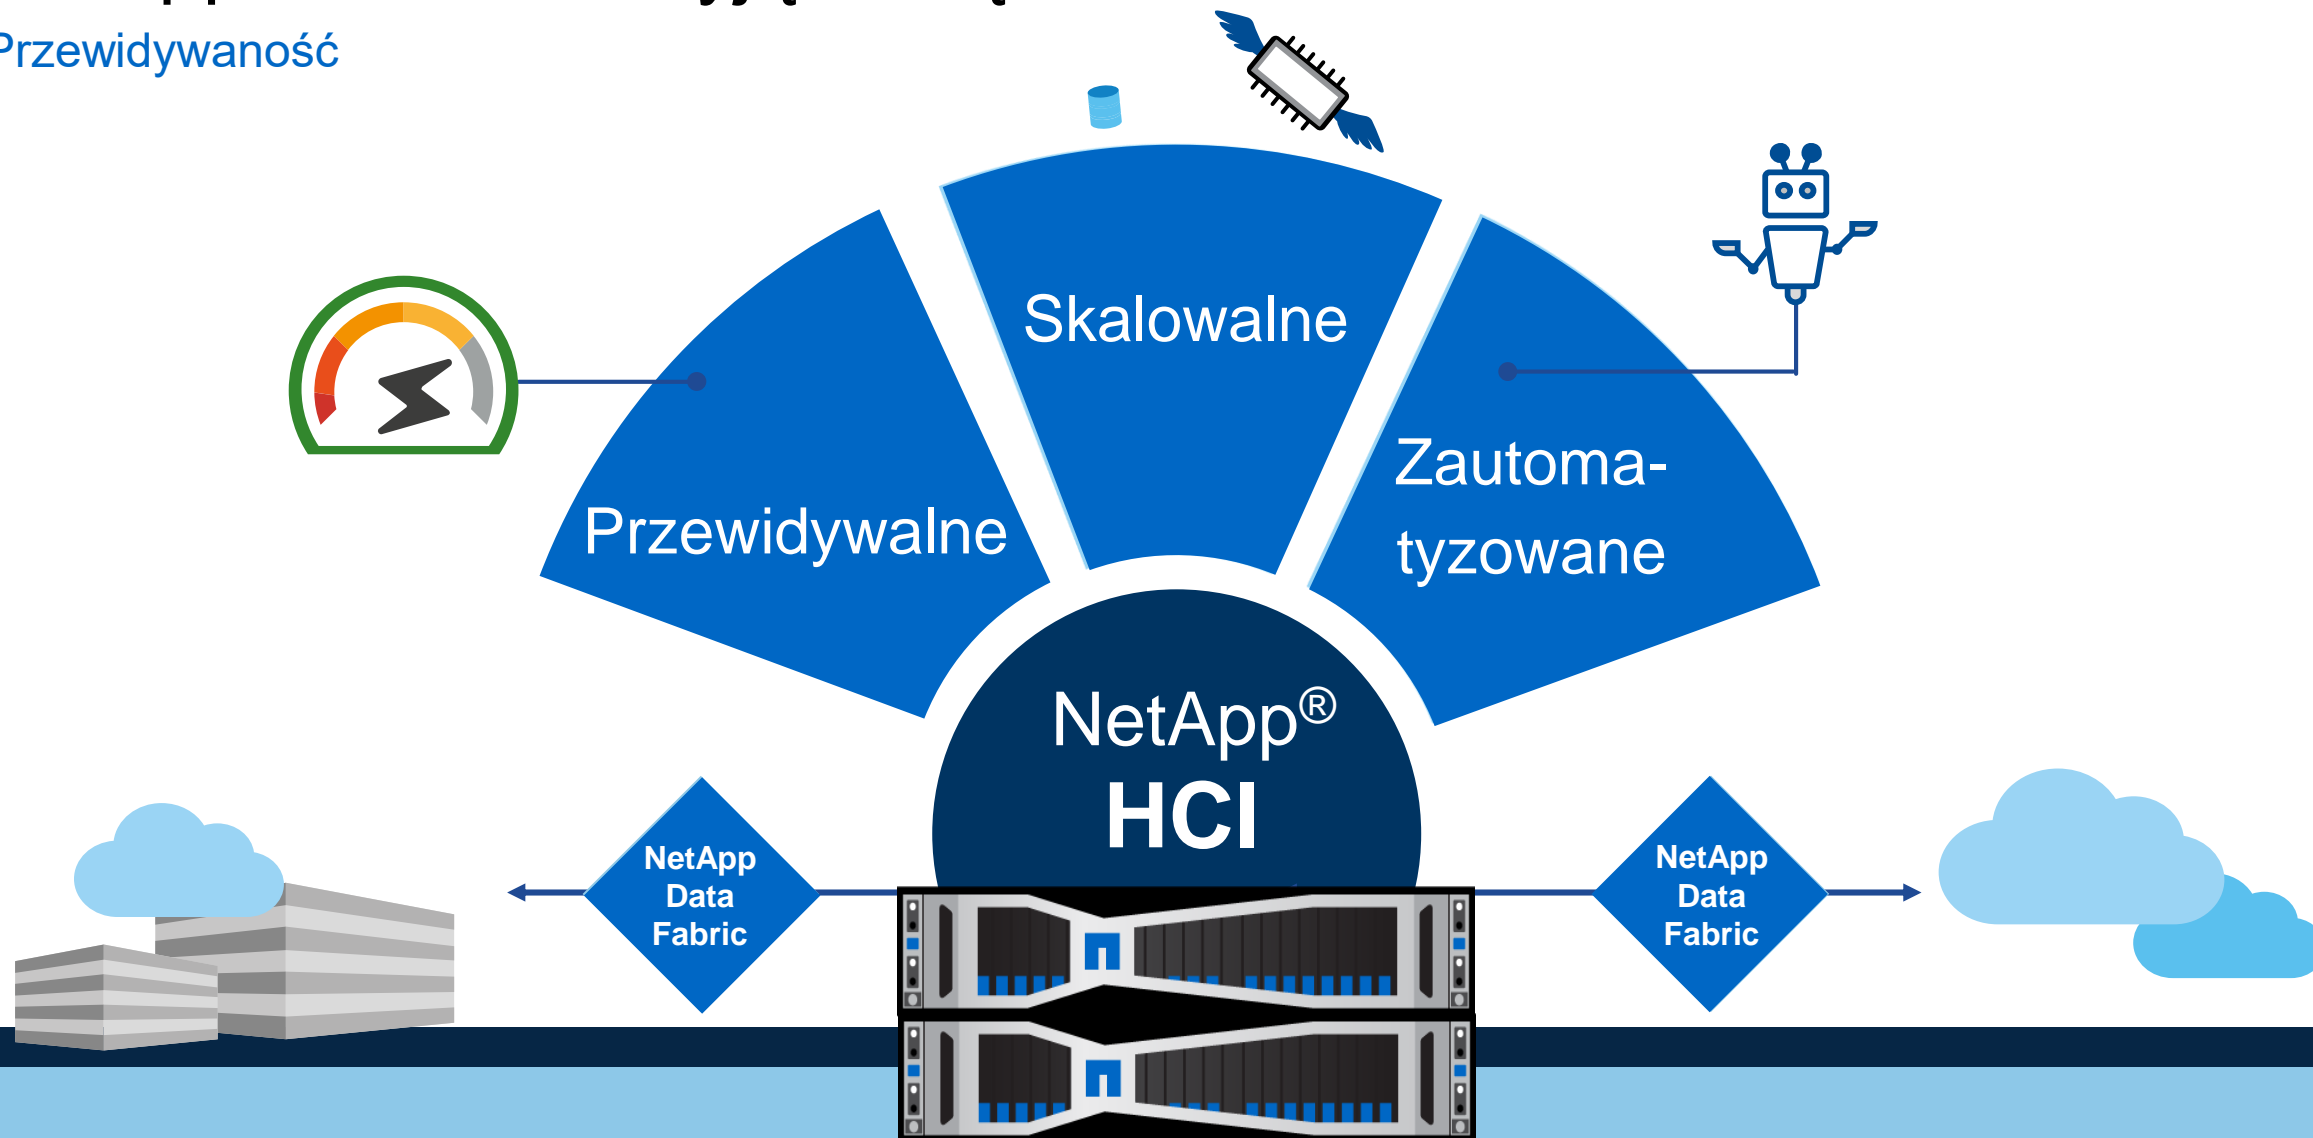 Przewidywaność
Skalowalne
Zautoma-
tyzowane
Przewidywalne
NetApp®
HCI
NetApp
Data
Fabric
NetApp
Data
Fabric